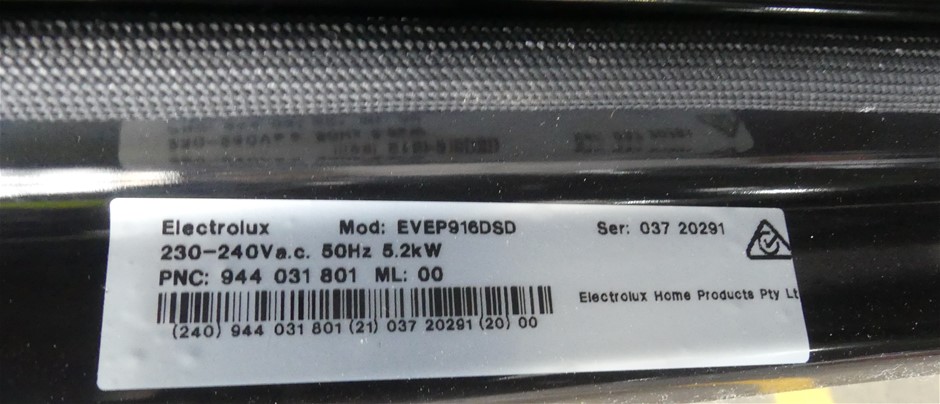 Electrolux Mod: EVEP916DSD Ser: 037 20291
230-240Va.c. 50Hz 5.2kW
PNC: 944 031 801 ML: 00
Electrolux Home Products Pty Lt
(240) 944 031 801 (21) 037 20291 (20) 00